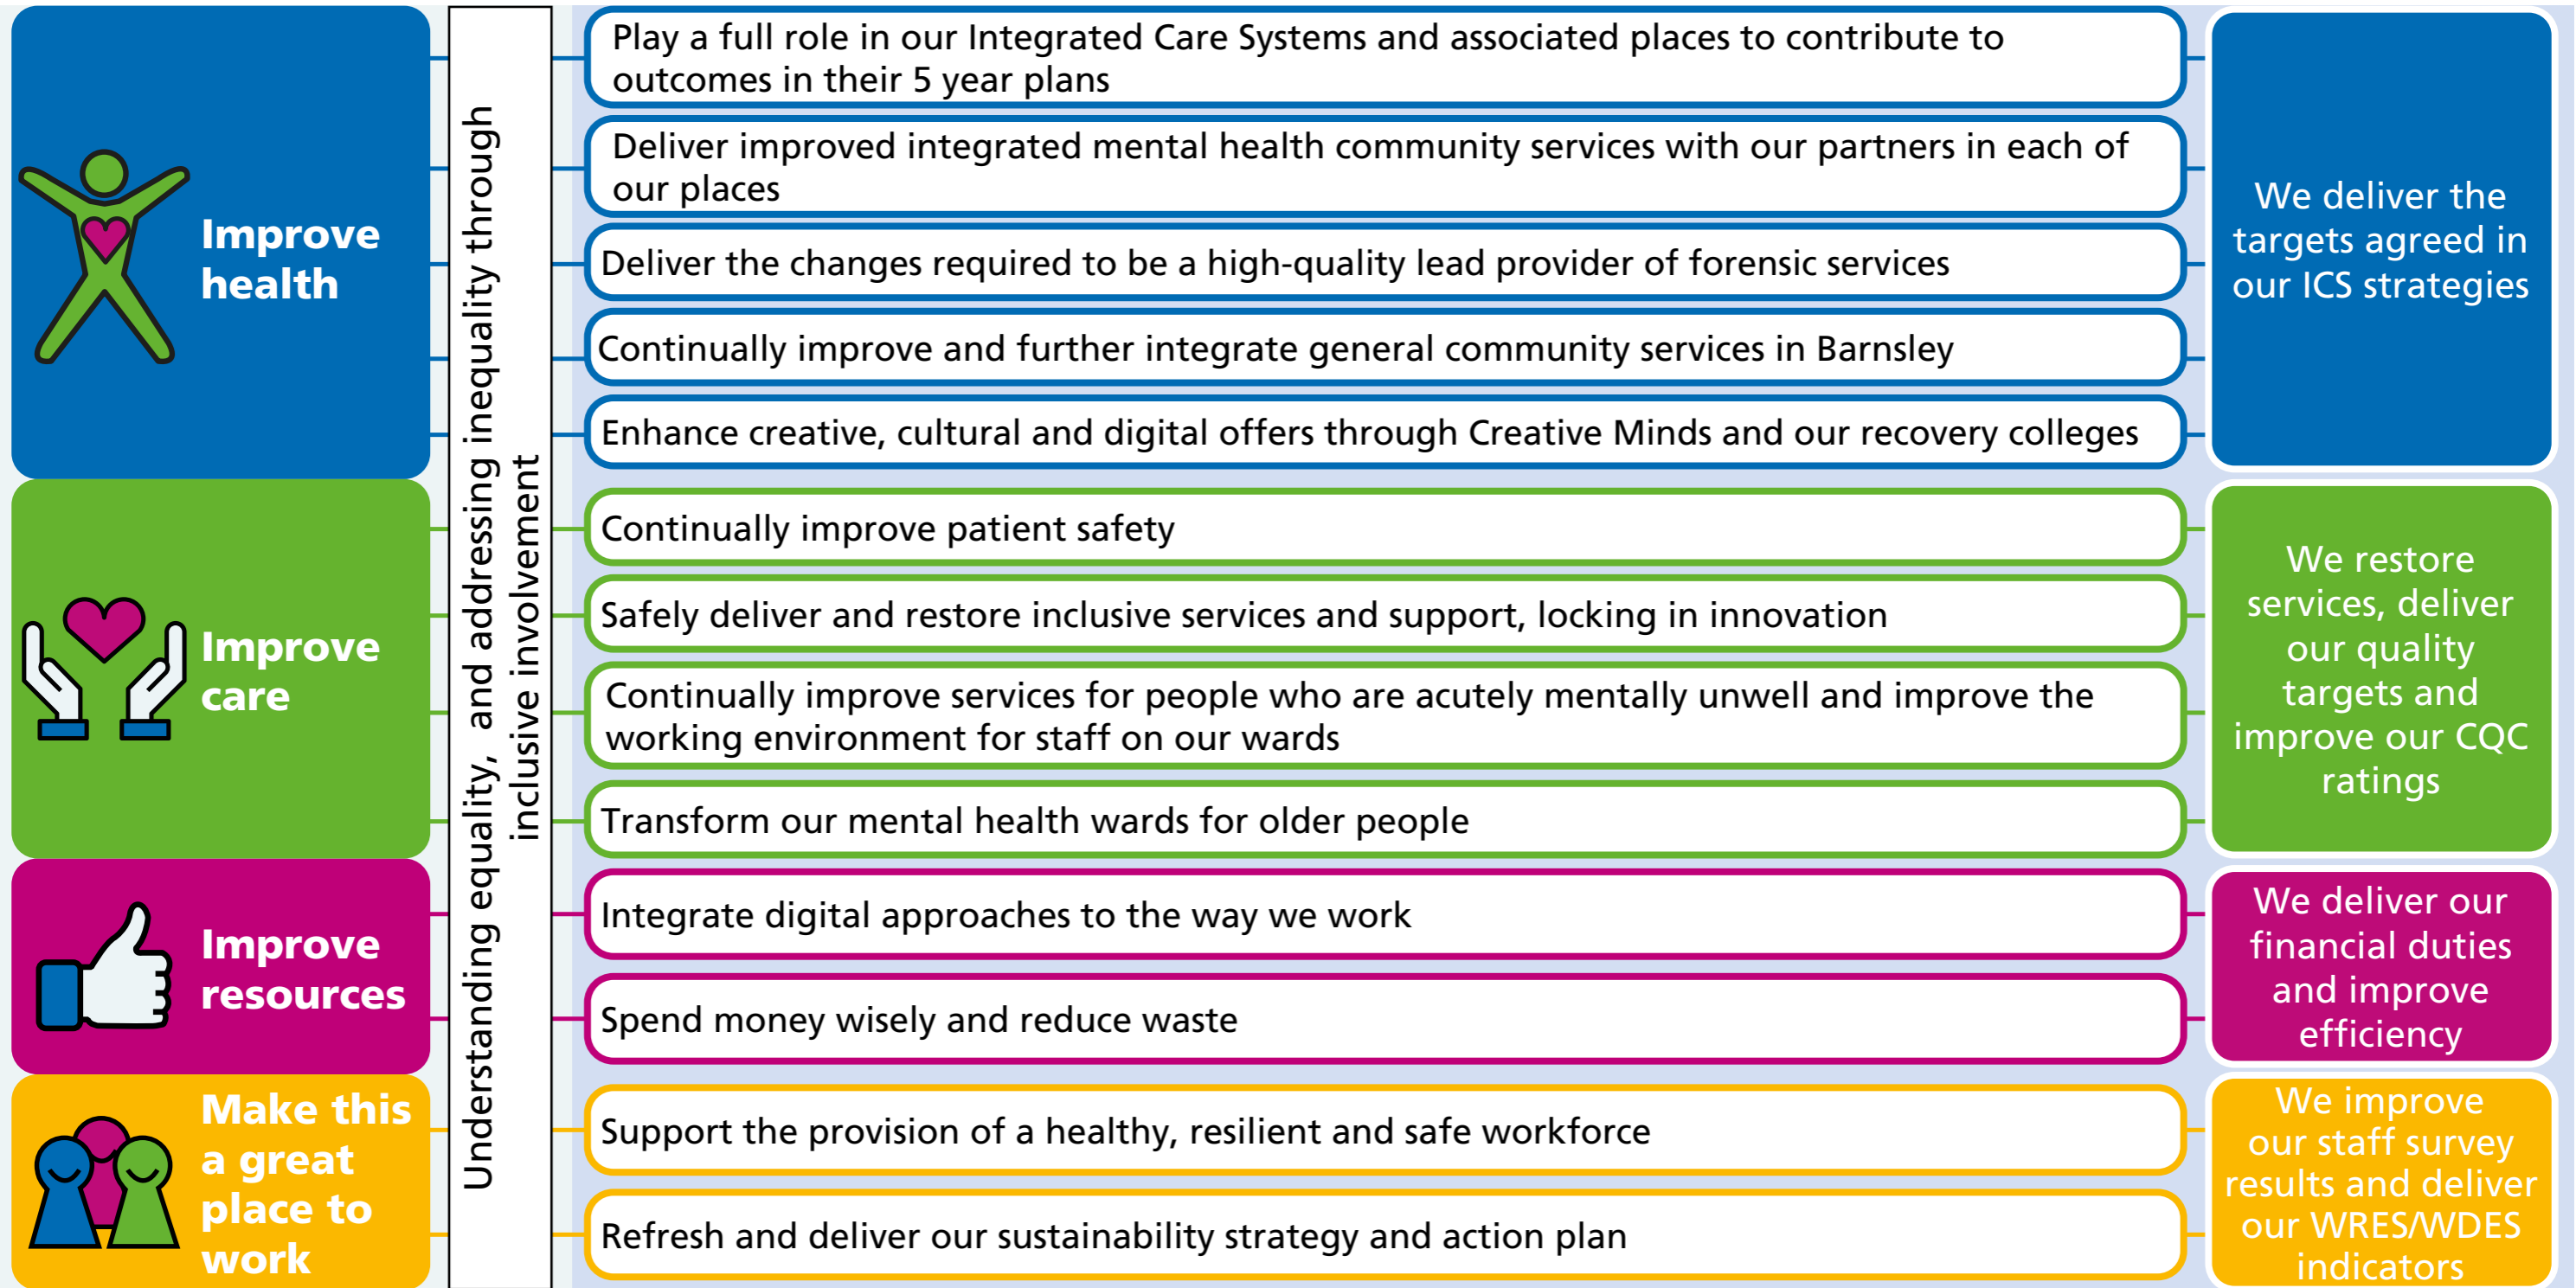 Improve
health
Improve
care
Improve
resources
Make this
a great
place to
work
Understanding equality, and addressing inequality through
inclusive involvement
Play a full role in our Integrated Care Systems and associated places to contribute to
outcomes in their 5 year plans
Deliver improved integrated mental health community services with our partners in each of
our places
Deliver the changes required to be a high-quality lead provider of forensic services
Continually improve and further integrate general community services in Barnsley
Enhance creative, cultural and digital offers through Creative Minds and our recovery colleges
Continually improve patient safety
Safely deliver and restore inclusive services and support, locking in innovation
Continually improve services for people who are acutely mentally unwell and improve the
working environment for staff on our wards
Transform our mental health wards for older people
Integrate digital approaches to the way we work
Spend money wisely and reduce waste
Support the provision of a healthy, resilient and safe workforce
Refresh and deliver our sustainability strategy and action plan
We deliver the
targets agreed in
our ICS strategies
We restore
services, deliver
our quality
targets and
improve our CQC
ratings
We deliver our
financial duties
and improve
efficiency
We improve
our staff survey
results and deliver
our WRES/WDES
indicators